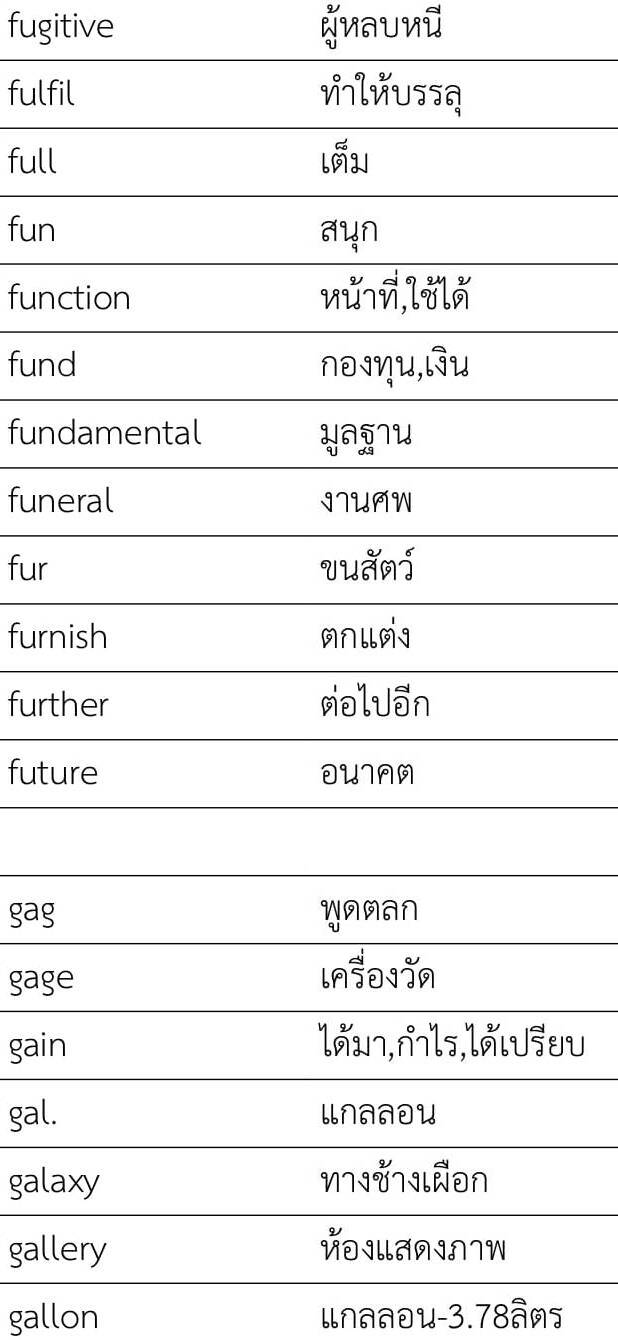 fugitive ผู้หลบหนี
fulfil ทำให้บรรลุ
full เต็ม
fun สนุก
function หน้าที่,ใช้ได้
fund กองทุน,เงิน
fundamental มูลฐาน
funeral งานศพ
fur ขนสัตว์
furnish ตกแต่ง
further ต่อไปอีก
future อนาคต
gag พูดตลก
gage เครื่องวัด
gain ได้มา,กำไร,ได้เปรียบ
gal. แกลลอน
galaxy ทางช้างเผือก
gallery ห้องแสดงภาพ
gallon แกลลอน-3.78ลิตร